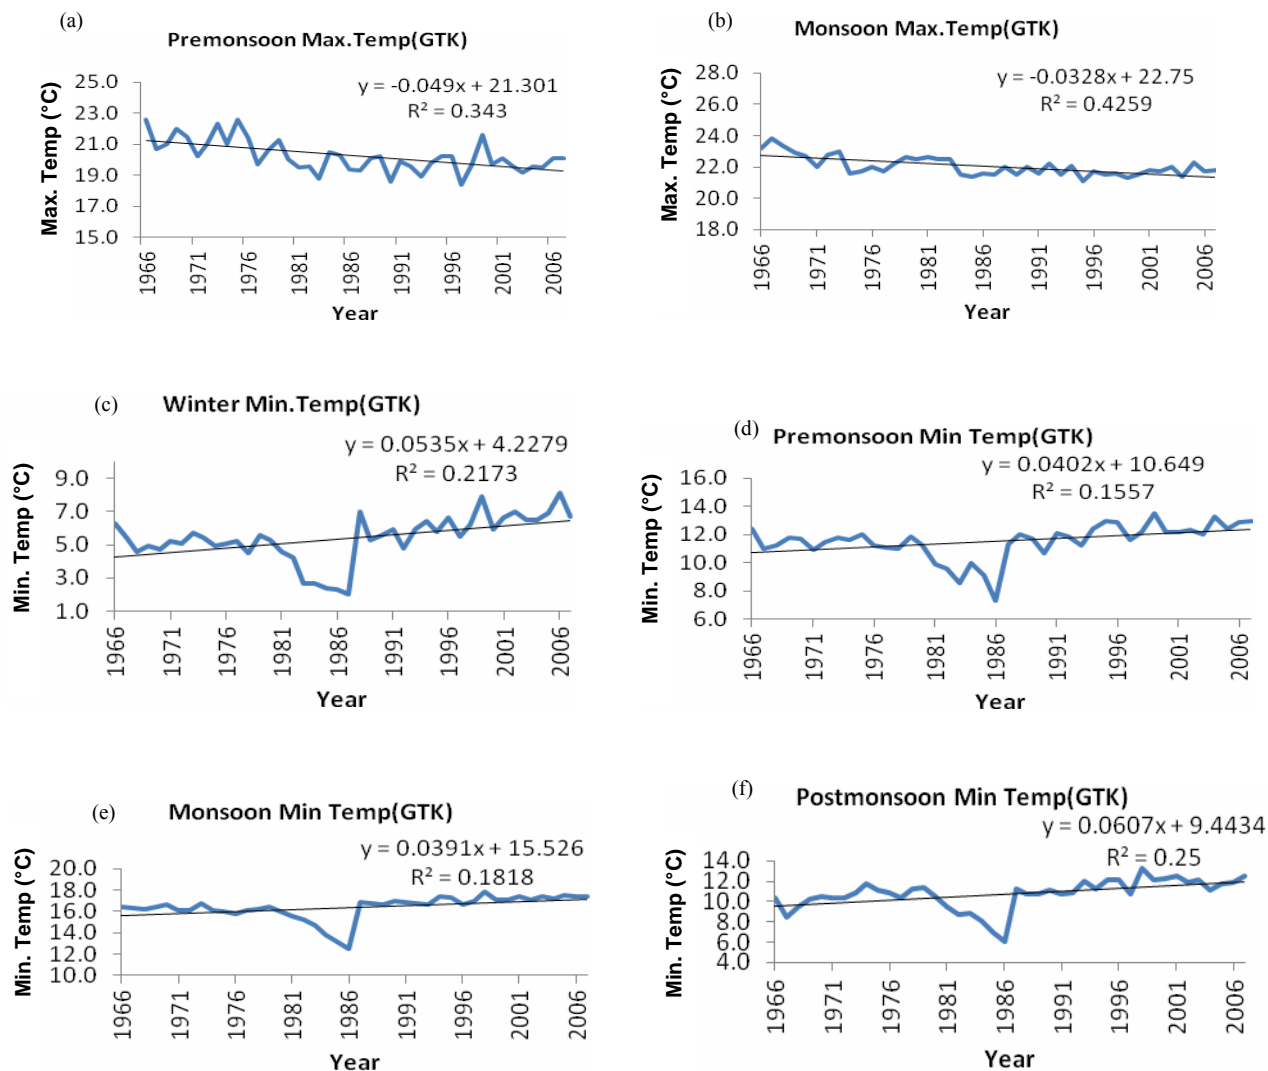 (a)
Premonsoon Max.Temp(GTK)
y = -0.049x + 21.301
R² = 0.343
Max. Temp (°C)
25.0
23.0
21.0
19.0
17.0
15.0
1966 1971 1976 1981 1986 1991 1996 2001 2006
Year
(b)
Monsoon Max.Temp(GTK)
y = -0.0328x + 22.75
R² = 0.4259
Max. Temp (°C)
28.0
26.0
24.0
22.0
20.0
18.0
1966 1971 1976 1981 1986 1991 1996 2001 2006
Year
(c)
Winter Min.Temp(GTK)
y = 0.0535x + 4.2279
R² = 0.2173
Min. Temp (°C)
9.0
7.0
5.0
3.0
1.0
1966 1971 1976 1981 1986 1991 1996 2001 2006
Year
(d)
Premonsoon Min Temp(GTK)
y = 0.0402x + 10.649
R² = 0.1557
Min. Temp (°C)
16.0
14.0
12.0
10.0
8.0
6.0
1966 1971 1976 1981 1986 1991 1996 2001 2006
Year
(e)
Monsoon Min Temp(GTK)
y = 0.0391x + 15.526
R² = 0.1818
Min. Temp (°C)
20.0
18.0
16.0
14.0
12.0
10.0
1966 1971 1976 1981 1986 1991 1996 2001 2006
Year
(f)
Postmonsoon Min Temp(GTK)
y = 0.0607x + 9.4434
R² = 0.25
Min. Temp (°C)
14.0
12.0
10.0
8.0
6.0
4.0
1966 1971 1976 1981 1986 1991 1996 2001 2006
Year